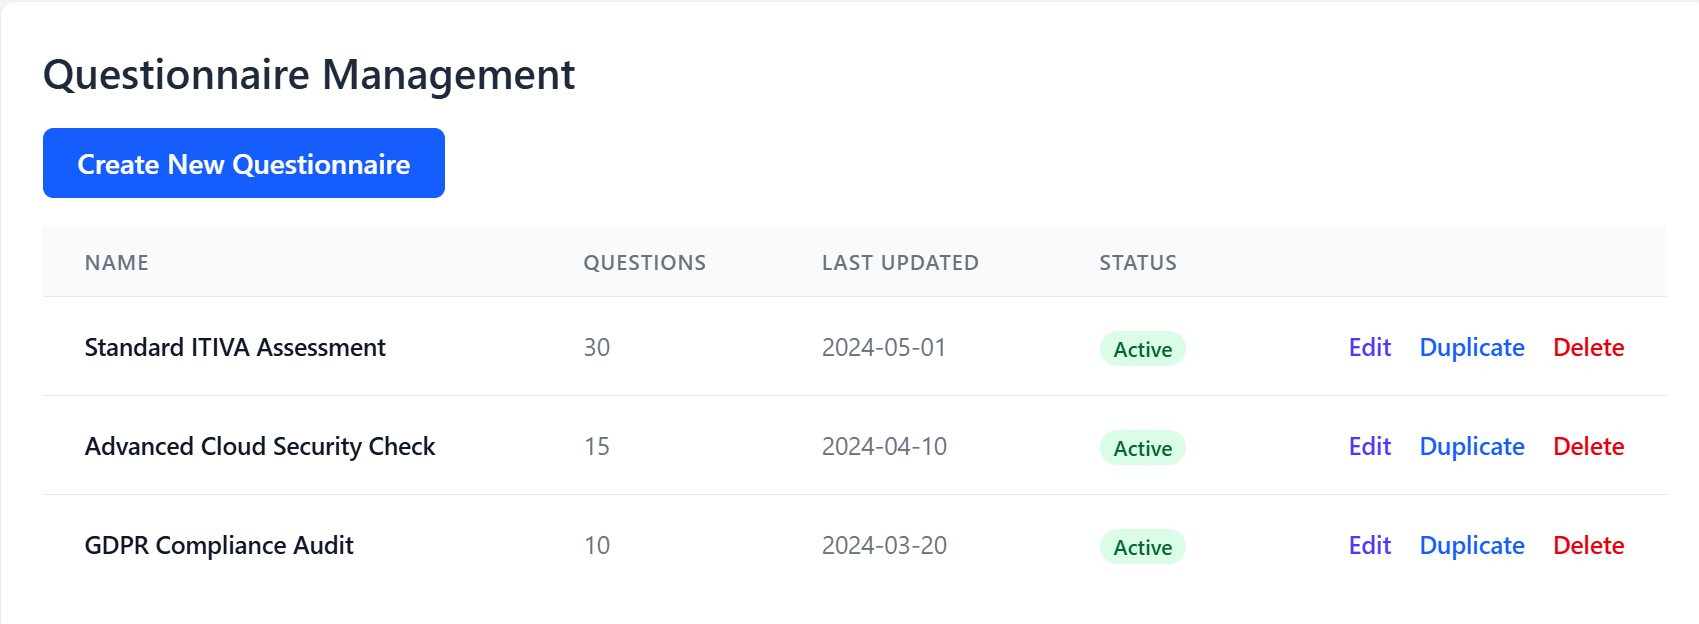 Questionnaire Management
Create New Questionnaire
NAME QUESTIONS LAST UPDATED STATUS
Standard ITIVA Assessment 30 2024-05-01 Active Edit Duplicate Delete
Advanced Cloud Security Check 15 2024-04-10 Active Edit Duplicate Delete
GDPR Compliance Audit 10 2024-03-20 Active Edit Duplicate Delete